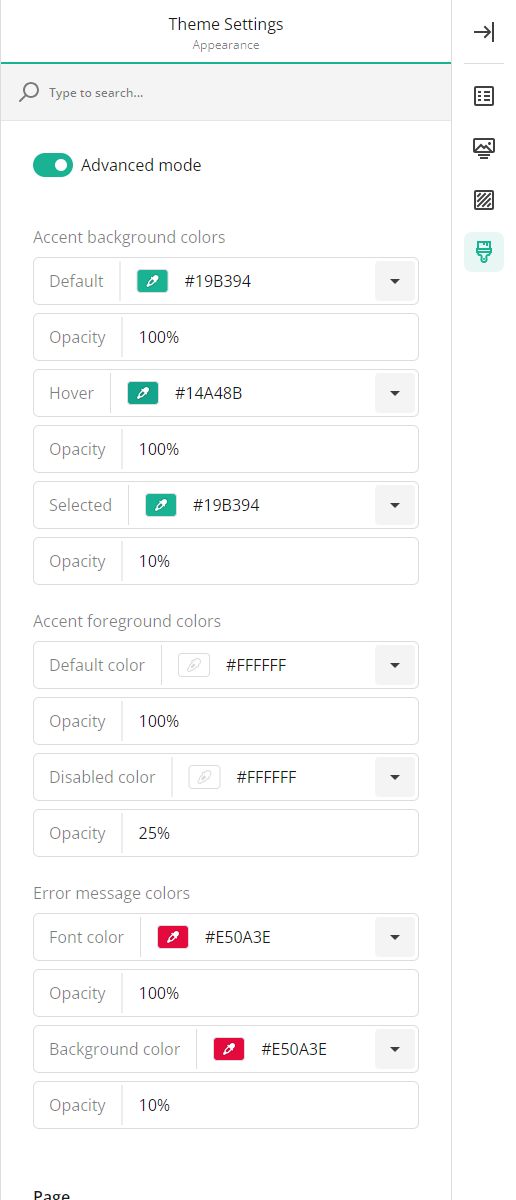 Theme Settings
Appearance
Type to search...
Advanced mode
Accent background colors
Default #19B394
Opacity 100%
Hover #14A48B
Opacity 100%
Selected #19B394
Opacity 10%
Accent foreground colors
Default color #FFFFFF
Opacity 100%
Disabled color #FFFFFF
Opacity 25%
Error message colors
Font color #E50A3E
Opacity 100%
Background color #E50A3E
Opacity 10%
Page